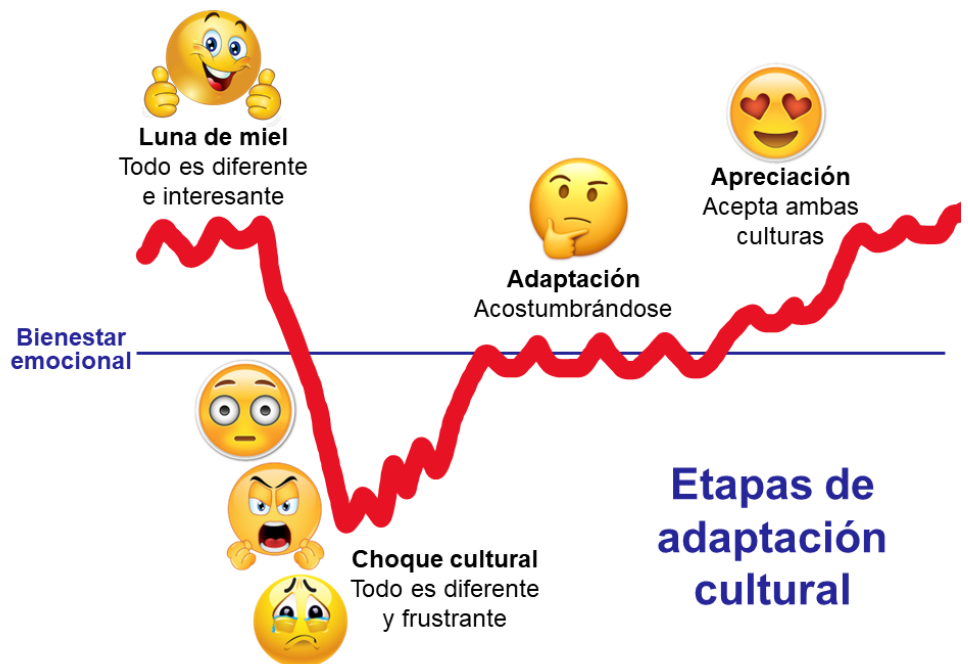 Luna de miel
Todo es diferente
e interesante
Bienestar
emocional
Choque cultural
Todo es diferente
y frustrante
Adaptación
Acostumbrándose
Apreciación
Acepta ambas
culturas
Etapas de
adaptación
cultural